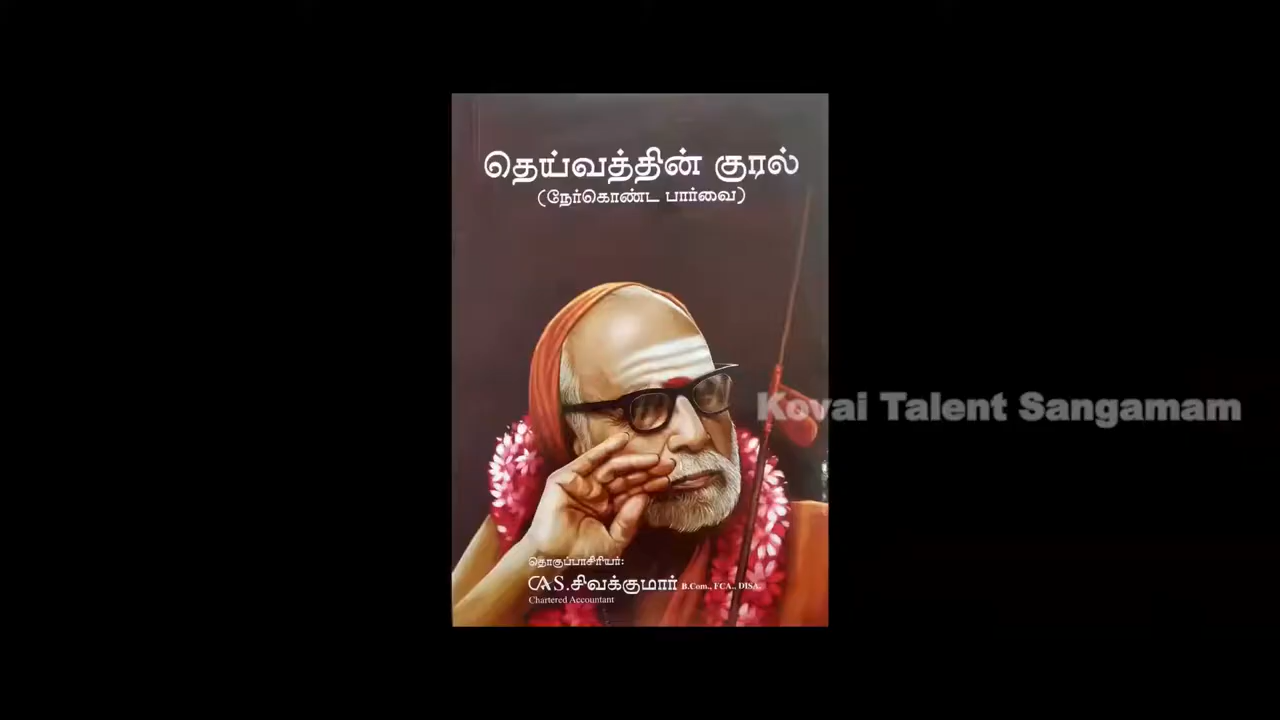 தெய்வத்தின் குரல்
(நேர்கொண்ட பார்வை)
Kovai Talent Sangamam
தொகுப்பாசிரியர்:
CA S.சிவக்குமார் B.Com., FCA., DISA.
Chartered Accountant